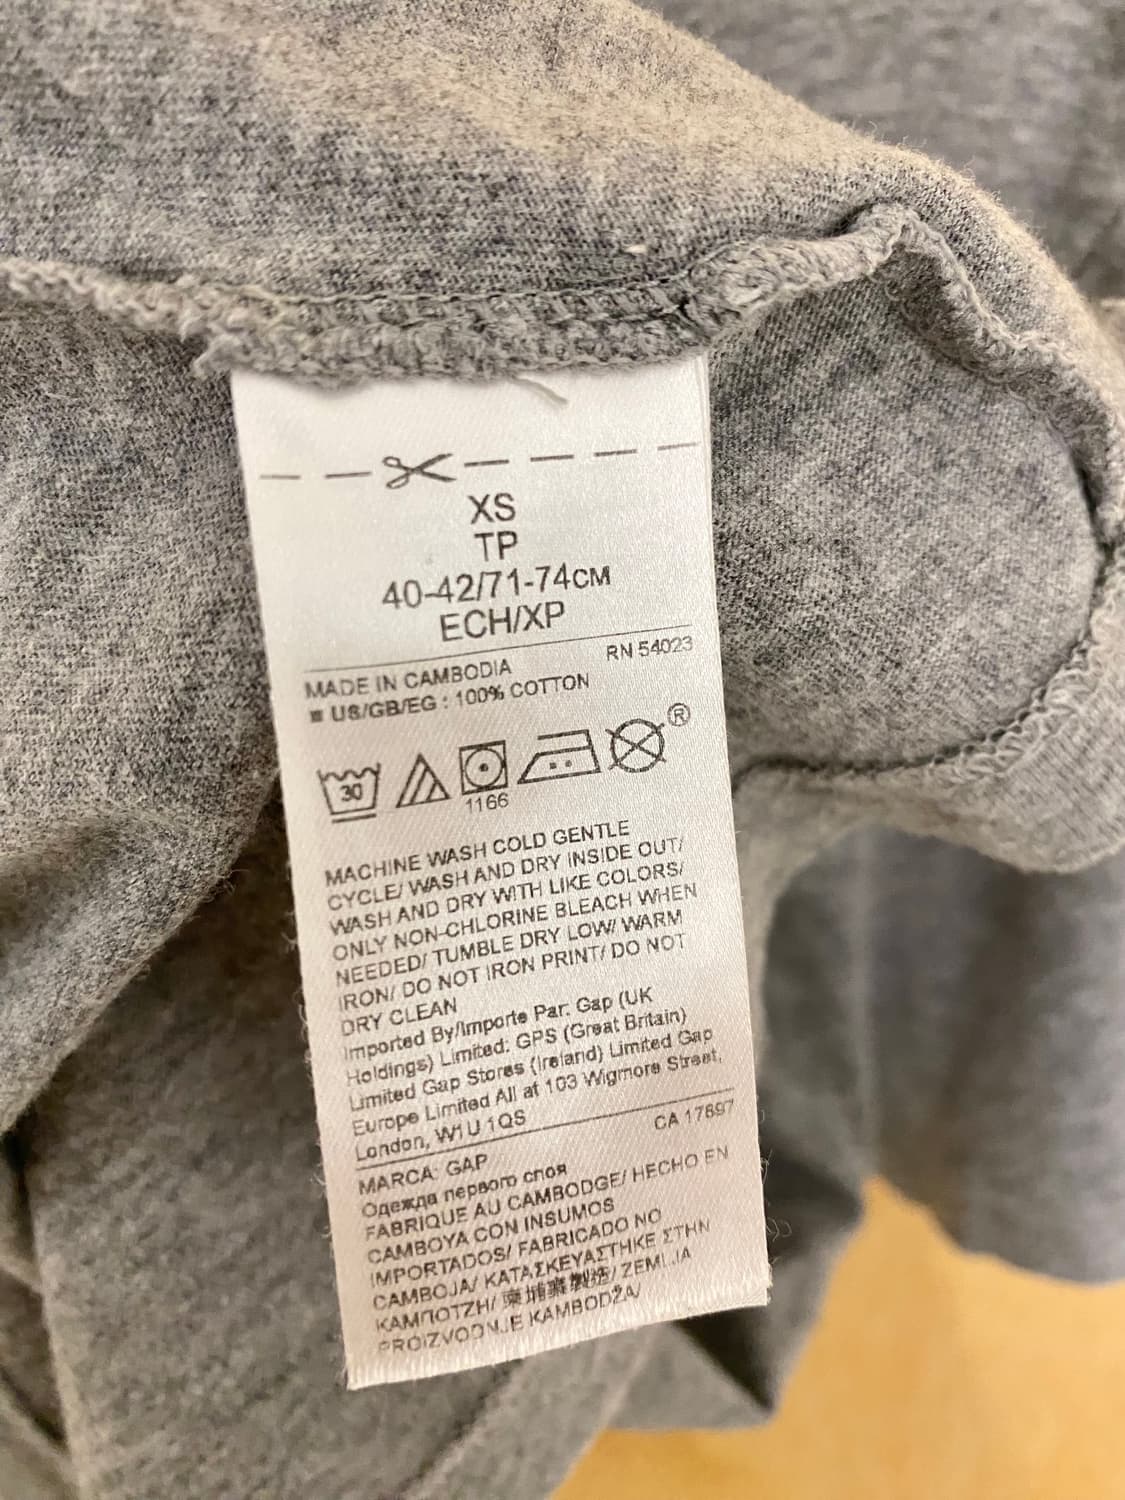 XS
TP
40-42/71-74CM
ECH/XP
RN 54023
MADE IN CAMBODIA
US/GB/EG : 100% COTTON
30
1166
®
MACHINE WASH COLD GENTLE
CYCLE/ WASH AND DRY INSIDE OUT/
WASH AND DRY WITH LIKE COLORS/
ONLY NON-CHLORINE BLEACH WHEN
NEEDED/ TUMBLE DRY LOW/ WARM
IRON/ DO NOT IRON PRINT/ DO NOT
DRY CLEAN
Imported By/Importe Par: Gap (UK
Holdings) Limited; GPS (Great Britain)
Limited Gap Stores (Ireland) Limited Gap
Europe Limited All at 103 Wigmore Street,
London, W1U 1QS
CA 17897
MARCA: GAP
Одежда первого слоя
FABRIQUE AU CAMBODGE/ HECHO EN
CAMBOYA CON INSUMOS
IMPORTADOS/ FABRICADO NO
CAMBOJA/ ΚΑΤΑΣΚΕΥΑΣΤΗΚΕ ΣΤΗΝ
ΚΑΜΠΟΤΖΗ/ 柬埔寨製造/ ZEMLJA
PROIZVODNJE KAMBODŽA/